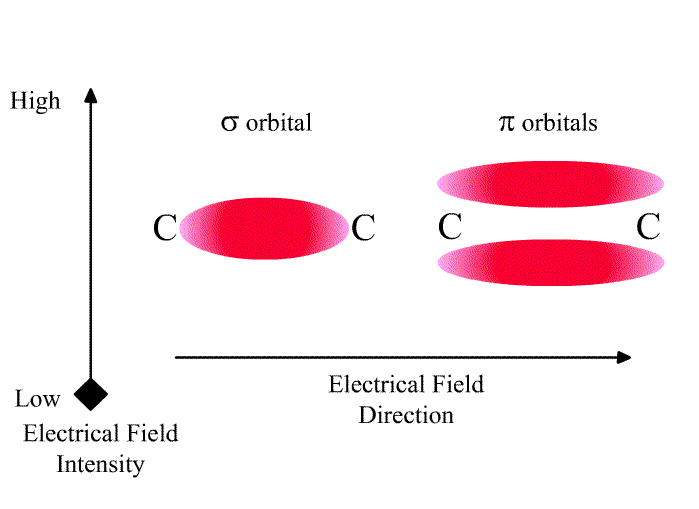 High
σ orbital
π orbitals
C
C
C
C
Electrical Field
Direction
Low
Electrical Field
Intensity